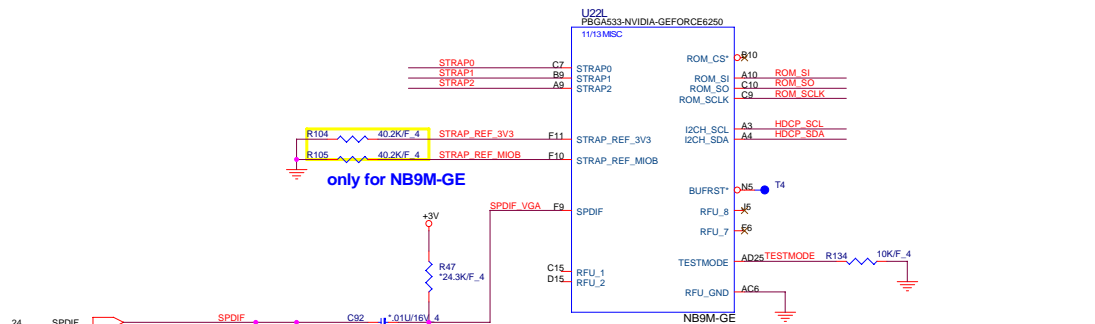 U22L
PBGA533-NVIDIA-GEFORCE6250
11/13 MISC
STRAP0 C7 STRAP0
STRAP1 B9 STRAP1
STRAP2 A9 STRAP2
ROM_CS* B10
ROM_SI A10 ROM_SI
ROM_SO C10 ROM_SO
ROM_SCLK C9 ROM_SCLK
I2CH_SCL A3 HDCP_SCL
I2CH_SDA A4 HDCP_SDA
R104 40.2K/F_4 STRAP_REF_3V3 F11 STRAP_REF_3V3
R105 40.2K/F_4 STRAP_REF_MIOB F10 STRAP_REF_MIOB
only for NB9M-GE
BUFRST* N5 T4
SPDIF_VGA F9 SPDIF
RFU_8 J5
RFU_7 F6
+3V
R47
*24.3K/F_4
TESTMODE AD25 TESTMODE R134 10K/F_4
C15 RFU_1
D15 RFU_2
RFU_GND AC6
NB9M-GE
24 SPDIF SPDIF C92 *.01U/16V_4